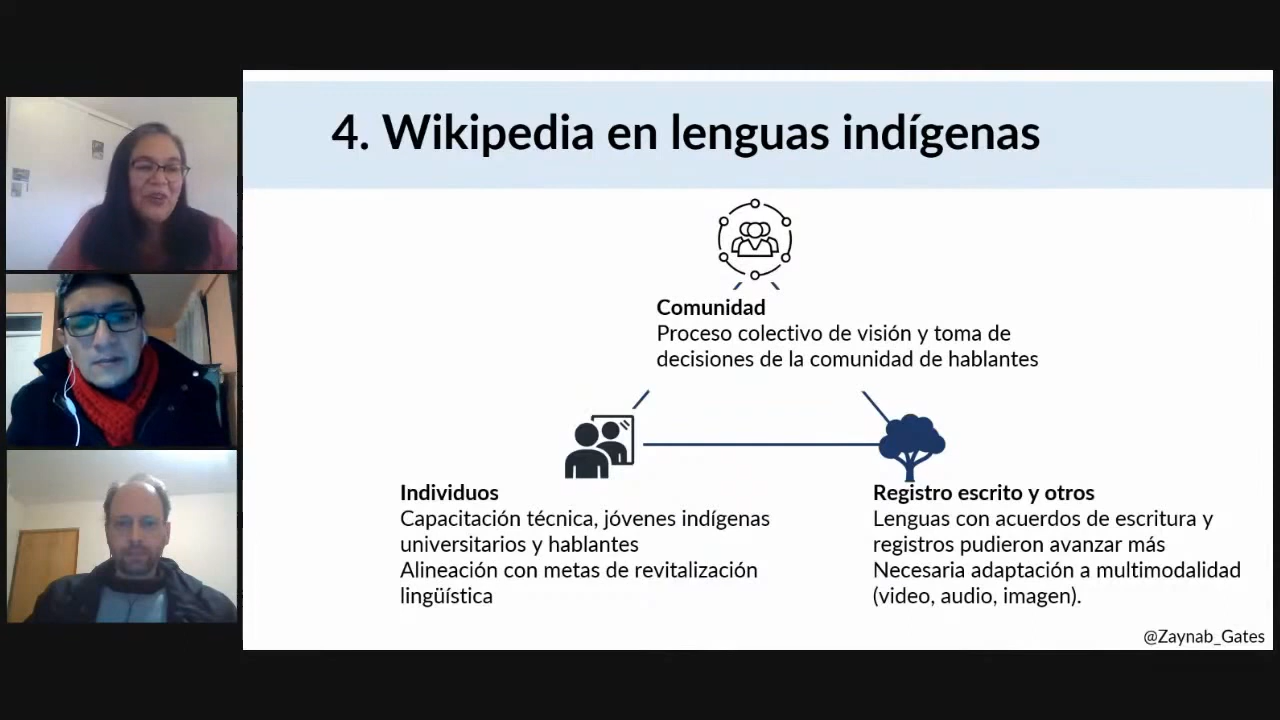 4. Wikipedia en lenguas indígenas
Comunidad
Proceso colectivo de visión y toma de
decisiones de la comunidad de hablantes
Individuos
Capacitación técnica, jóvenes indígenas
universitarios y hablantes
Alineación con metas de revitalización
lingüística
Registro escrito y otros
Lenguas con acuerdos de escritura y
registros pudieron avanzar más
Necesaria adaptación a multimodalidad
(video, audio, imagen).
@Zaynab_Gates